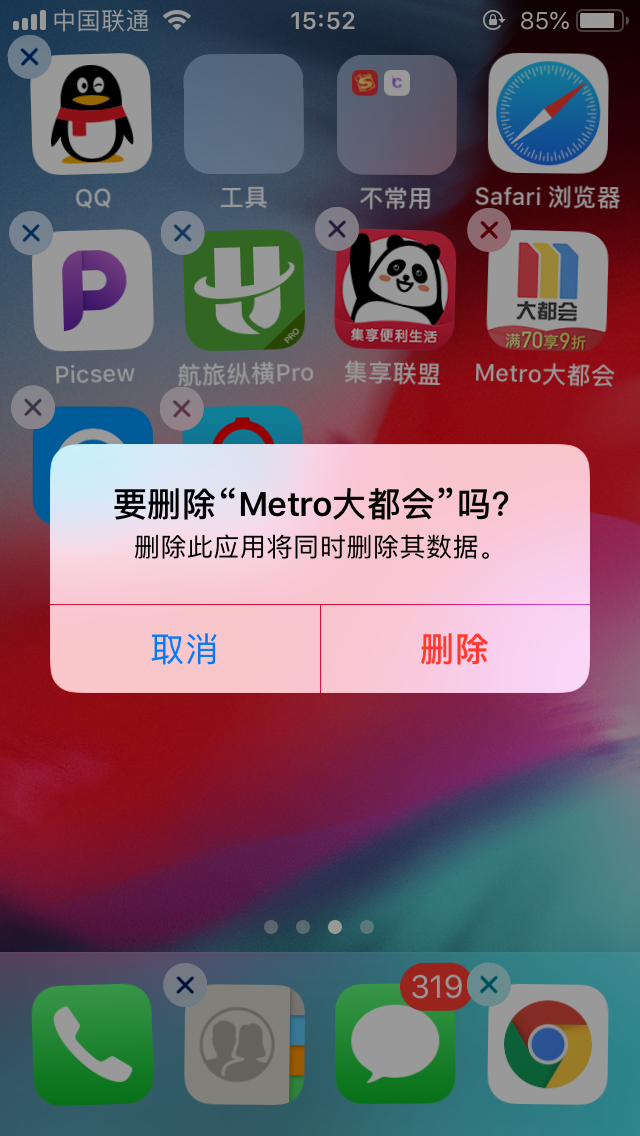 中国联通 15:52 85%
QQ 工具 不常用 Safari 浏览器
PRO
集享便利生活
大都会
满70享9折
Picsew 航旅纵横Pro 集享联盟 Metro大都会
要删除“Metro大都会”吗?
删除此应用将同时删除其数据。
取消 删除
319